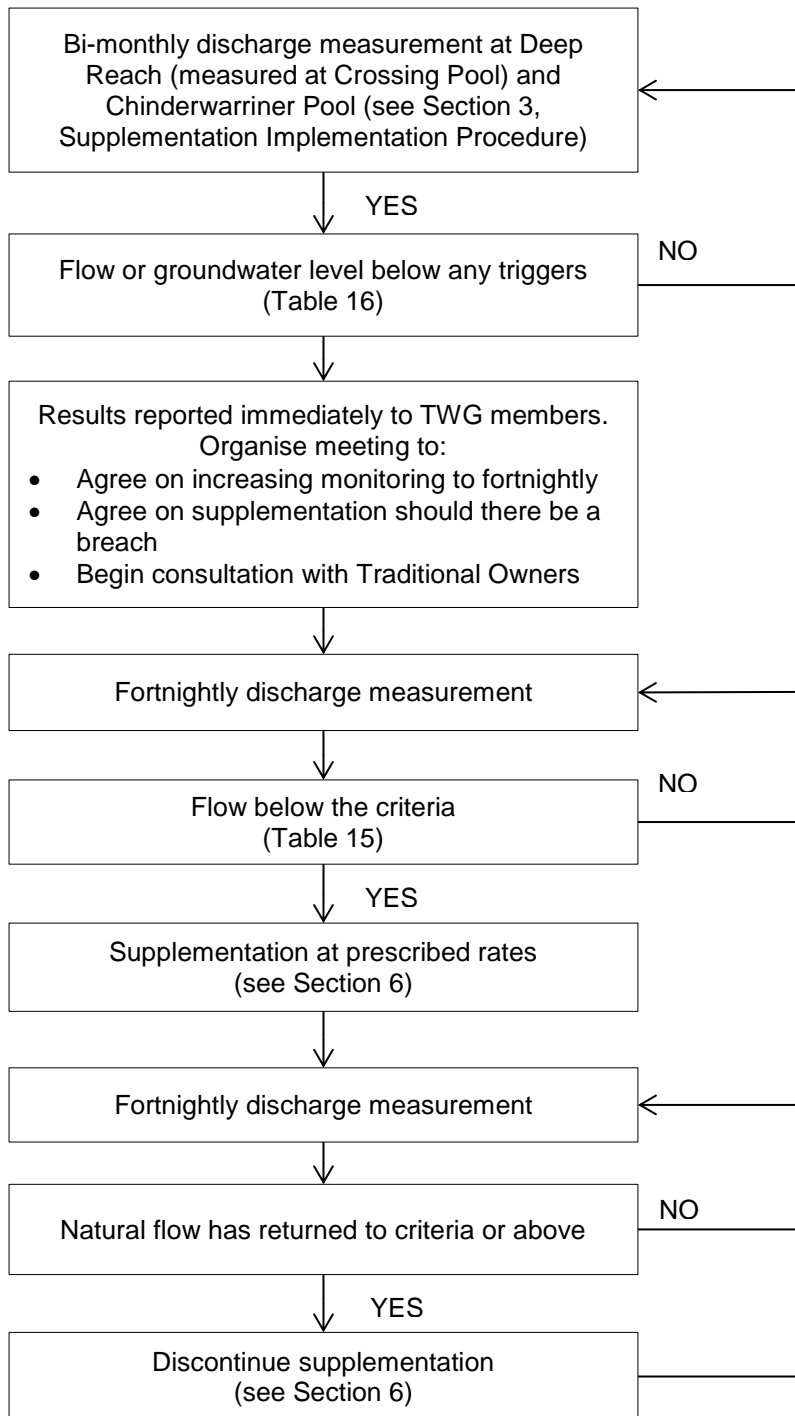 Bi-monthly discharge measurement at Deep
Reach (measured at Crossing Pool) and
Chinderwarriner Pool (see Section 3,
Supplementation Implementation Procedure)
YES
Flow or groundwater level below any triggers
(Table 16)
NO
Results reported immediately to TWG members.
Organise meeting to:
• Agree on increasing monitoring to fortnightly
• Agree on supplementation should there be a
breach
• Begin consultation with Traditional Owners
Fortnightly discharge measurement
Flow below the criteria
(Table 15)
NO
YES
Supplementation at prescribed rates
(see Section 6)
Fortnightly discharge measurement
Natural flow has returned to criteria or above
NO
YES
Discontinue supplementation
(see Section 6)